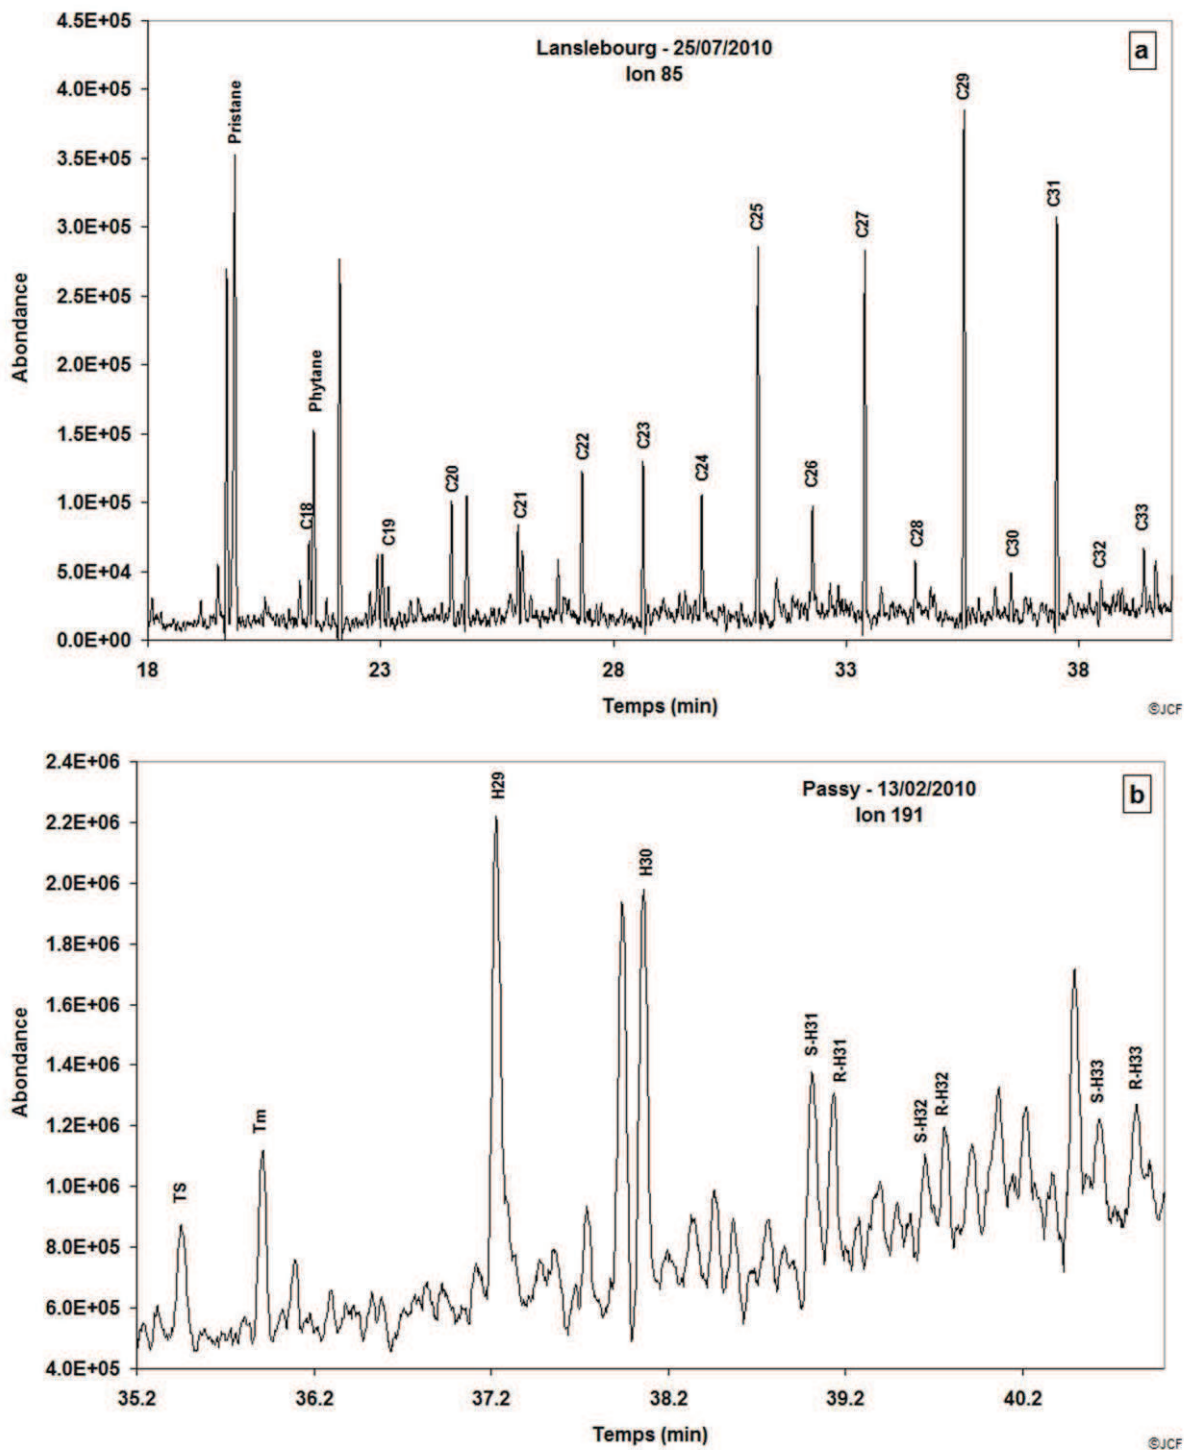 Lanslebourg - 25/07/2010
Ion 85
a
4.5E+05
4.0E+05
3.5E+05
3.0E+05
2.5E+05
2.0E+05
1.5E+05
1.0E+05
5.0E+04
0.0E+00
Abondance
Pristane
C18
Phytane
C19
C20
C21
C22
C23
C24
C25
C26
C27
C28
C29
C30
C31
C32
C33
18 23 28 33 38
Temps (min)
©JCF
Passy - 13/02/2010
Ion 191
b
2.4E+06
2.2E+06
2.0E+06
1.8E+06
1.6E+06
1.4E+06
1.2E+06
1.0E+06
8.0E+05
6.0E+05
4.0E+05
Abondance
TS
Tm
H29
H30
S-H31
R-H31
S-H32
R-H32
S-H33
R-H33
35.2 36.2 37.2 38.2 39.2 40.2
Temps (min)
©JCF